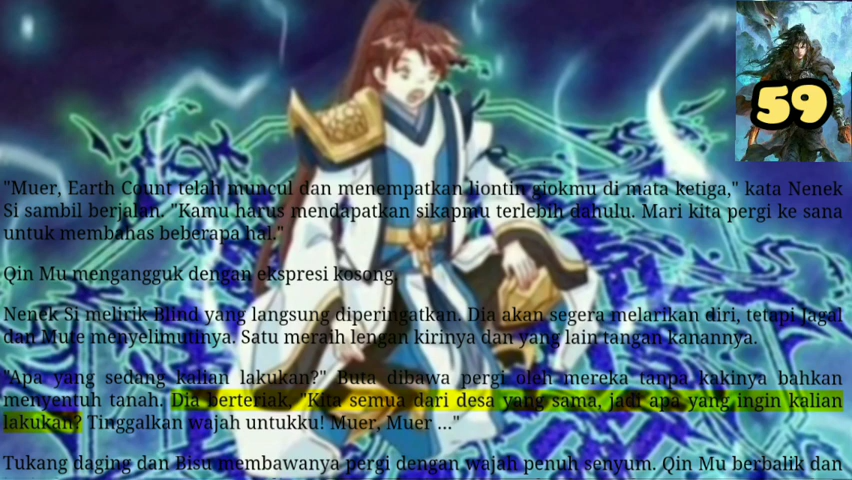 59
"Muer, Earth Count telah muncul dan menempatkan liontin giokmu di mata ketiga," kata Nenek
Si sambil berjalan. "Kamu harus mendapatkan sikapmu terlebih dahulu. Mari kita pergi ke sana
untuk membahas beberapa hal."
Qin Mu mengangguk dengan ekspresi kosong.
Nenek Si melirik Blind yang langsung diperingatkan. Dia akan segera melarikan diri, tetapi Jagal
dan Mute menyelimutinya. Satu meraih lengan kirinya dan yang lain tangan kanannya.
"Apa yang sedang kalian lakukan?" Buta dibawa pergi oleh mereka tanpa kakinya bahkan
menyentuh tanah. Dia berteriak, "Kita semua dari desa yang sama, jadi apa yang ingin kalian
lakukan? Tinggalkan wajah untukku! Muer, Muer ..."
Tukang daging dan Bisu membawanya pergi dengan wajah penuh senyum. Qin Mu berbalik dan